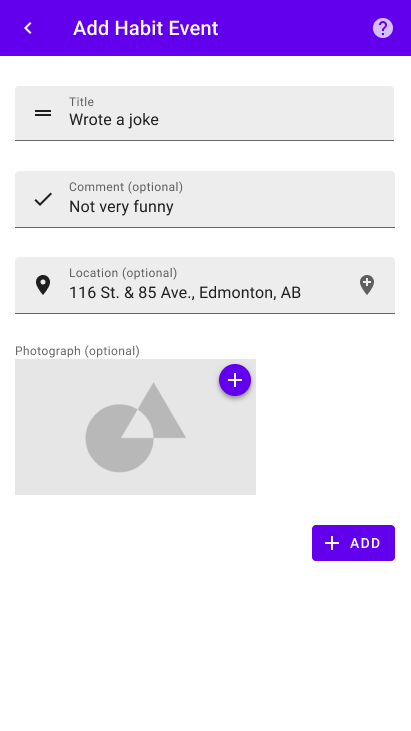 Add Habit Event
Title
Wrote a joke
Comment (optional)
Not very funny
Location (optional)
116 St. & 85 Ave., Edmonton, AB
Photograph (optional)
ADD